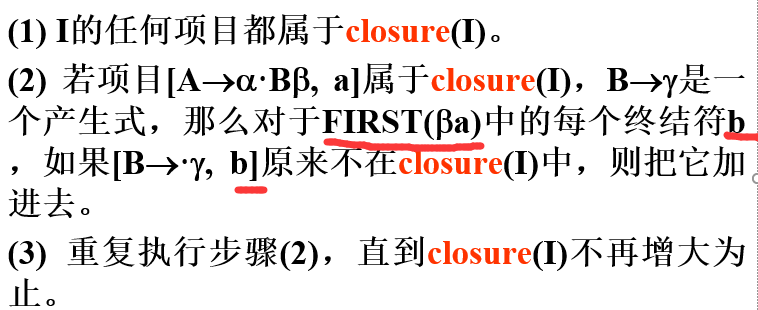 (1) I的任何项目都属于closure(I)。
(2) 若项目[A→α·Bβ, a]属于closure(I)，B→γ是一
个产生式，那么对于FIRST(βa)中的每个终结符b
，如果[B→·γ, b]原来不在closure(I)中，则把它加
进去。
(3) 重复执行步骤(2)，直到closure(I)不再增大为
止。